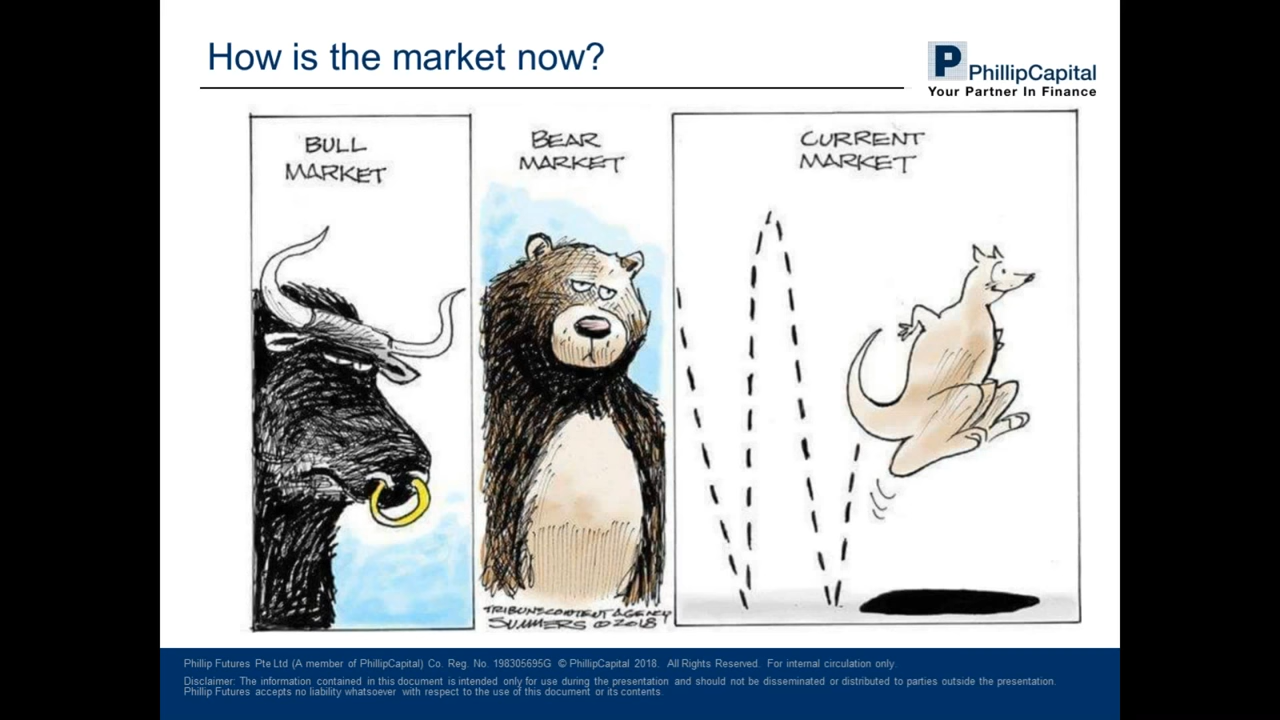 How is the market now?
P PhillipCapital
Your Partner In Finance
BULL
MARKET
BEAR
MARKET
CURRENT
MARKET
TRIBUNE CONTENT AGENCY
SUMMERS ©2018
Phillip Futures Pte Ltd (A member of PhillipCapital) Co. Reg. No. 198305695G © PhillipCapital 2018. All Rights Reserved. For internal circulation only.
Disclaimer: The information contained in this document is intended only for use during the presentation and should not be disseminated or distributed to parties outside the presentation.
Phillip Futures accepts no liability whatsoever with respect to the use of this document or its contents.